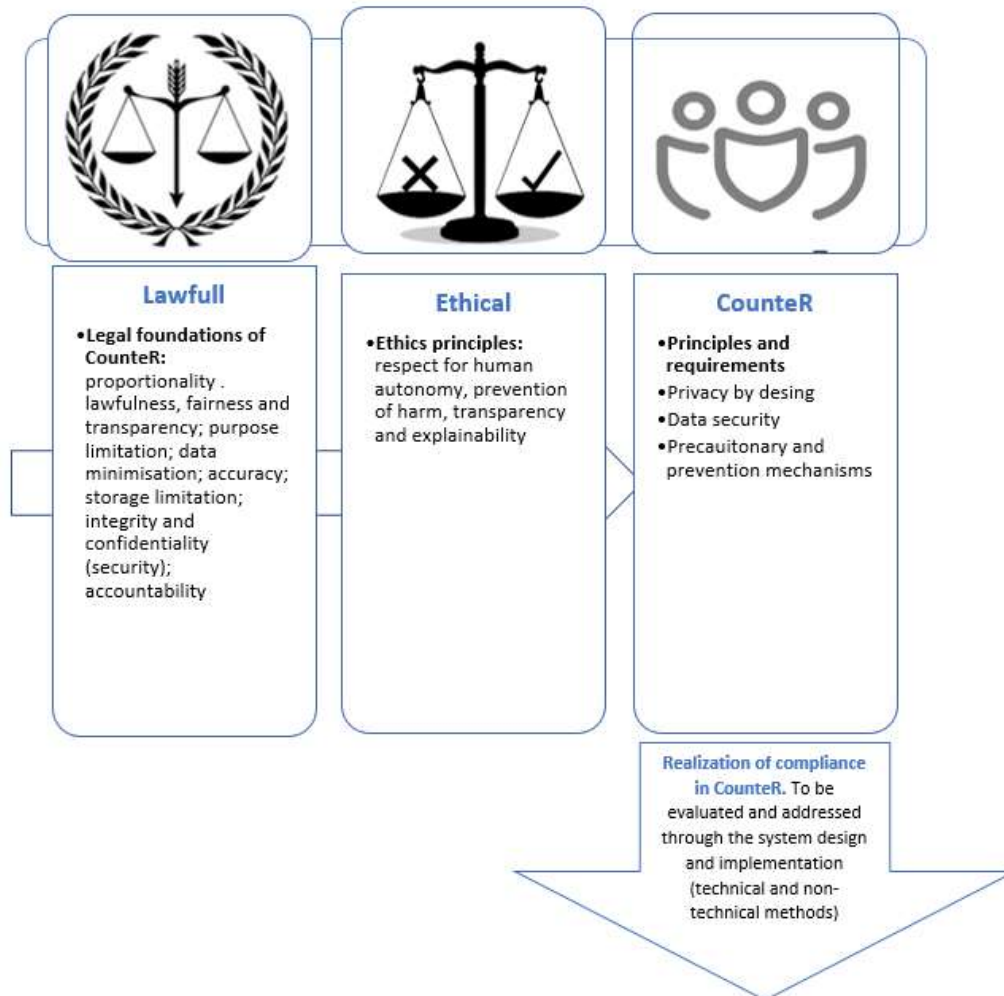 Lawfull
•Legal foundations of
CounteR:
proportionality .
lawfulness, fairness and
transparency; purpose
limitation; data
minimisation; accuracy;
storage limitation;
integrity and
confidentiality
(security);
accountability
Ethical
•Ethics principles:
respect for human
autonomy, prevention
of harm, transparency
and explainability
CounteR
•Principles and
requirements
•Privacy by desing
•Data security
•Precauitonary and
prevention mechanisms
Realization of compliance
in CounteR. To be
evaluated and addressed
through the system design
and implementation
(technical and non-
technical methods)